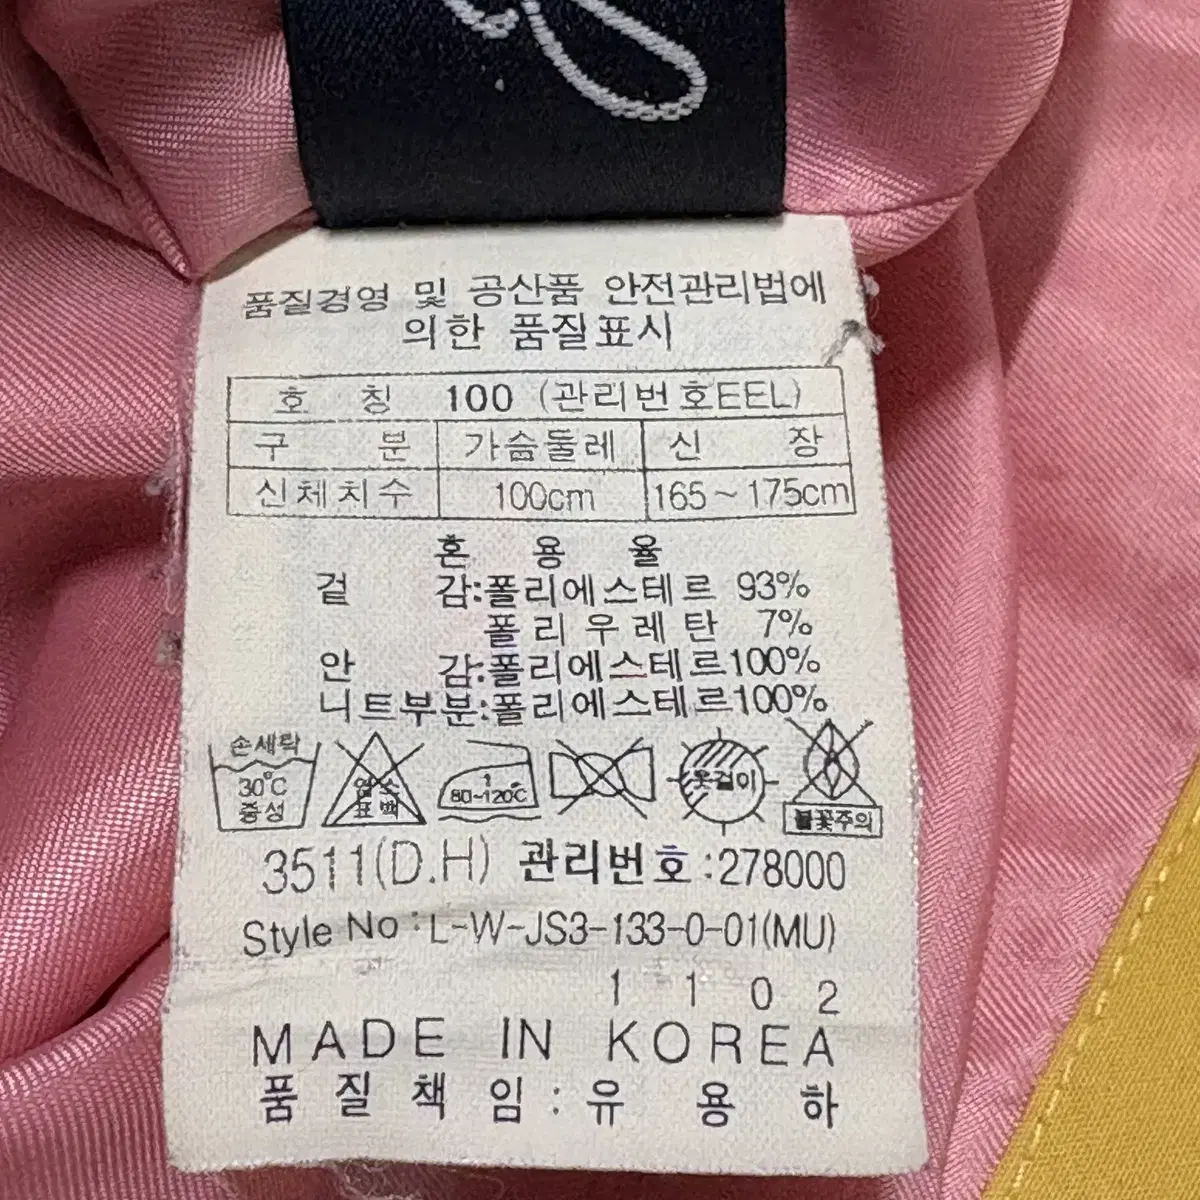 품질경영 및 공산품 안전관리법에
의한 품질표시
호 칭 100 (관리번호EEL)
구 분 가슴둘레 신 장
신체치수 100cm 165~175cm
혼 용 율
겉 감:폴리에스테르 93%
폴리우레탄 7%
안 감:폴리에스테르100%
니트부분:폴리에스테르100%
손세탁
30°C
중성
염소
표백
1
80~120°C
옷걸이
불꽃주의
3511(D.H) 관리번호:278000
Style No:L-W-JS3-133-0-01(MU)
1 1 0 2
MADE IN KOREA
품 질 책 임 : 유 용 하